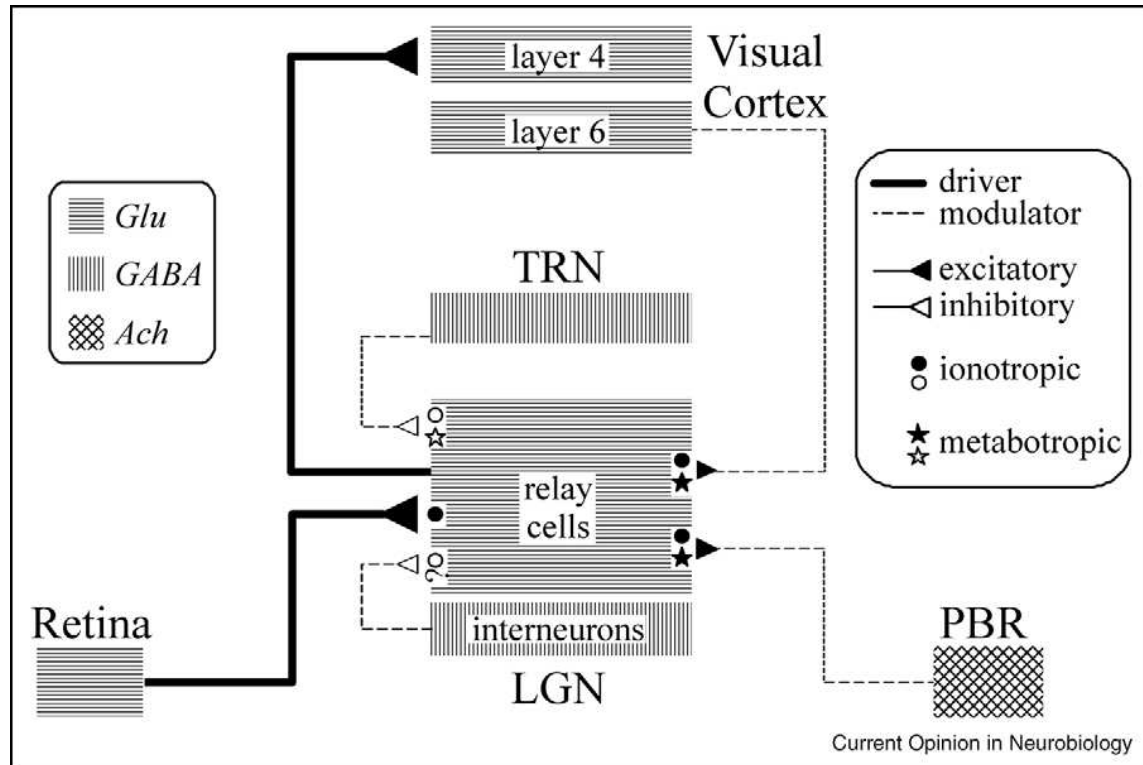 layer 4
Visual
Cortex
layer 6
Glu
GABA
Ach
TRN
driver
modulator
excitatory
inhibitory
ionotropic
metabotropic
relay
cells
?
Retina
interneurons
LGN
PBR
Current Opinion in Neurobiology